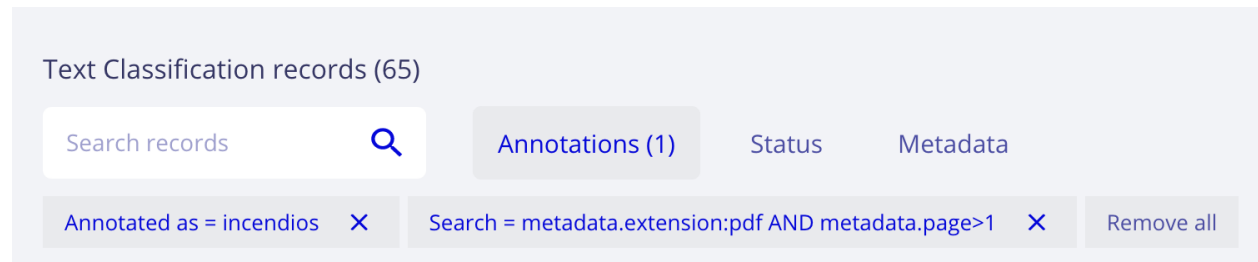 Text Classification records (65)
Search records Annotations (1) Status Metadata
Annotated as = incendios Search = metadata.extension:pdf AND metadata.page>1 Remove all